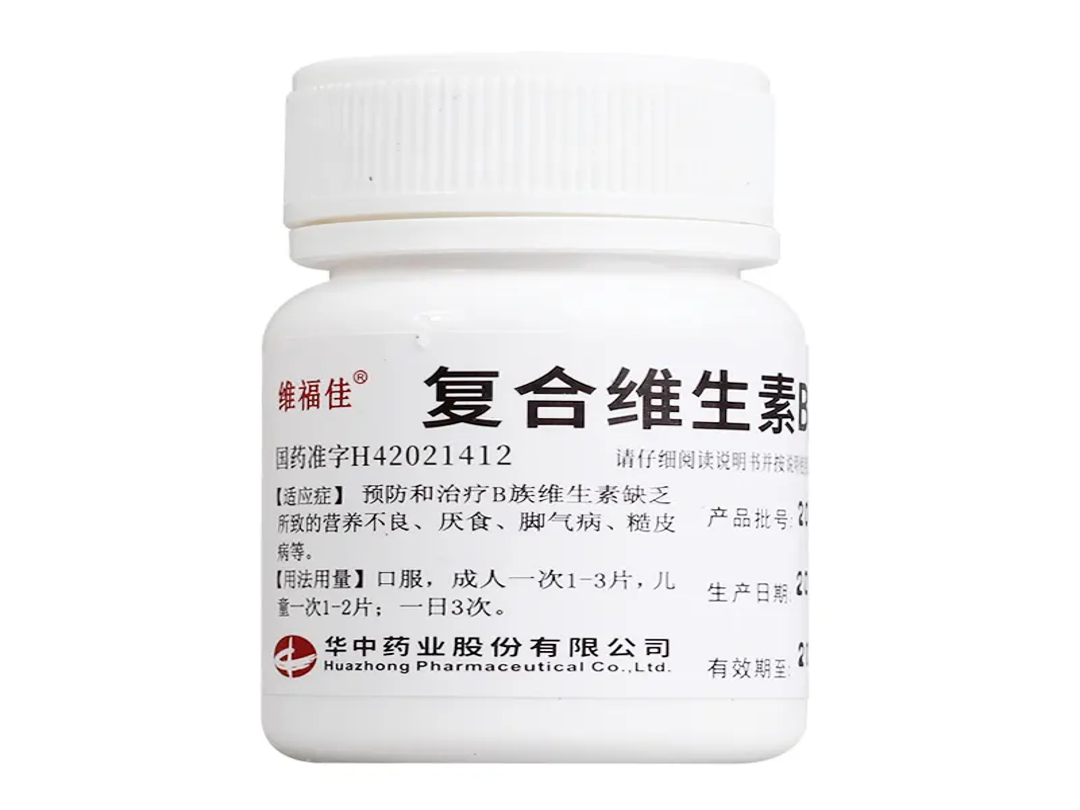 维福佳®
复合维生素B
国药准字H42021412
请仔细阅读说明书并按说
【适应症】 预防和治疗B族维生素缺乏
所致的营养不良、厌食、脚气病、糙皮
病等。
【用法用量】口服，成人一次1-3片，儿
童一次1-2片；一日3次。
华中药业股份有限公司
Huazhong Pharmaceutical Co.,Ltd.
产品批号: 20
生产日期: 20
有效期至: 20